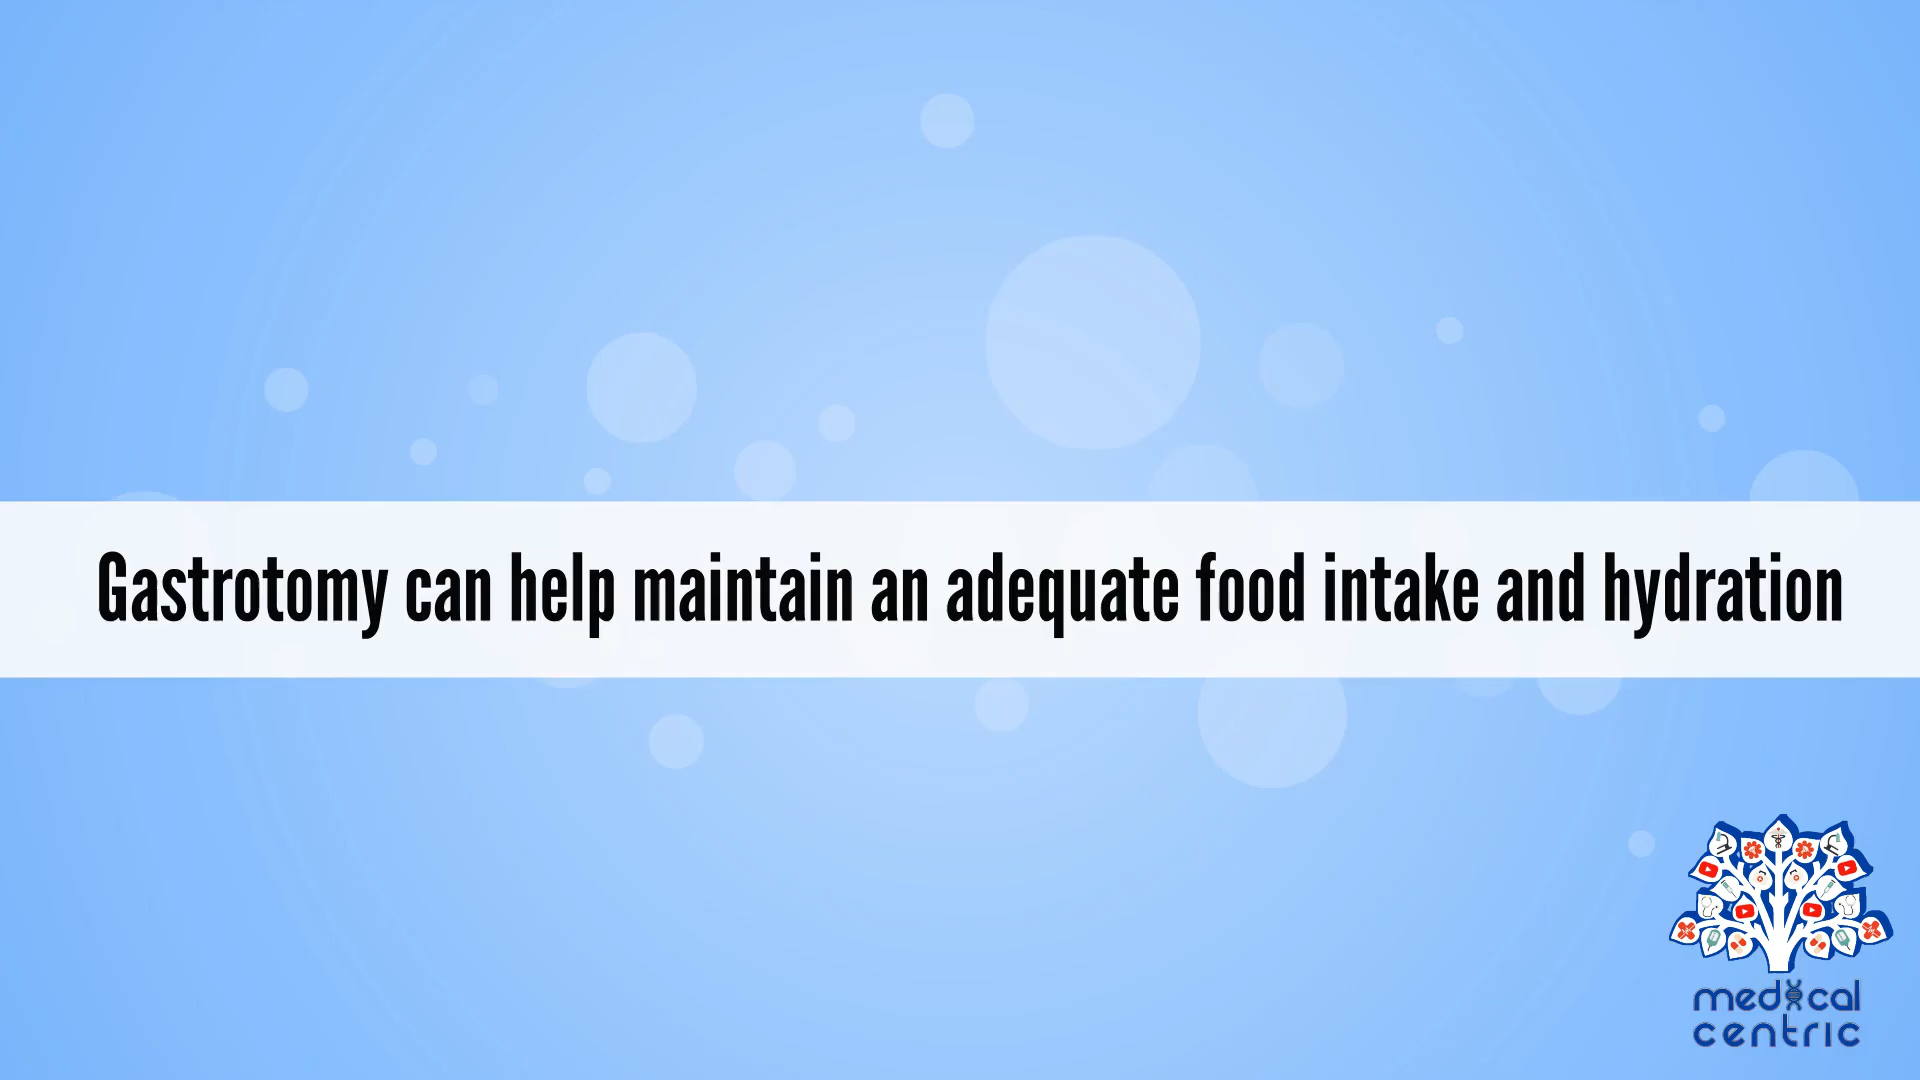 Gastrotomy can help maintain an adequate food intake and hydration
medical
centric